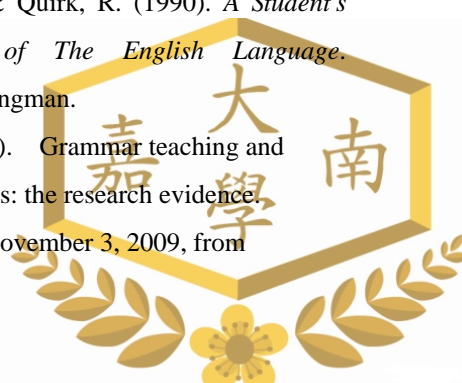 Quirk, R. (1990). A Student's
of The English Language.
ngman.
). Grammar teaching and
s: the research evidence.
ovember 3, 2009, from
大
嘉 南
學